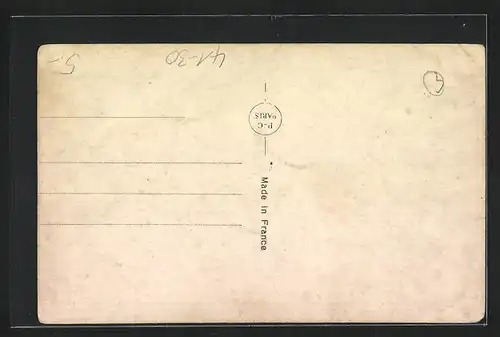 5.-
41-30
P-C
PARIS
Made in France